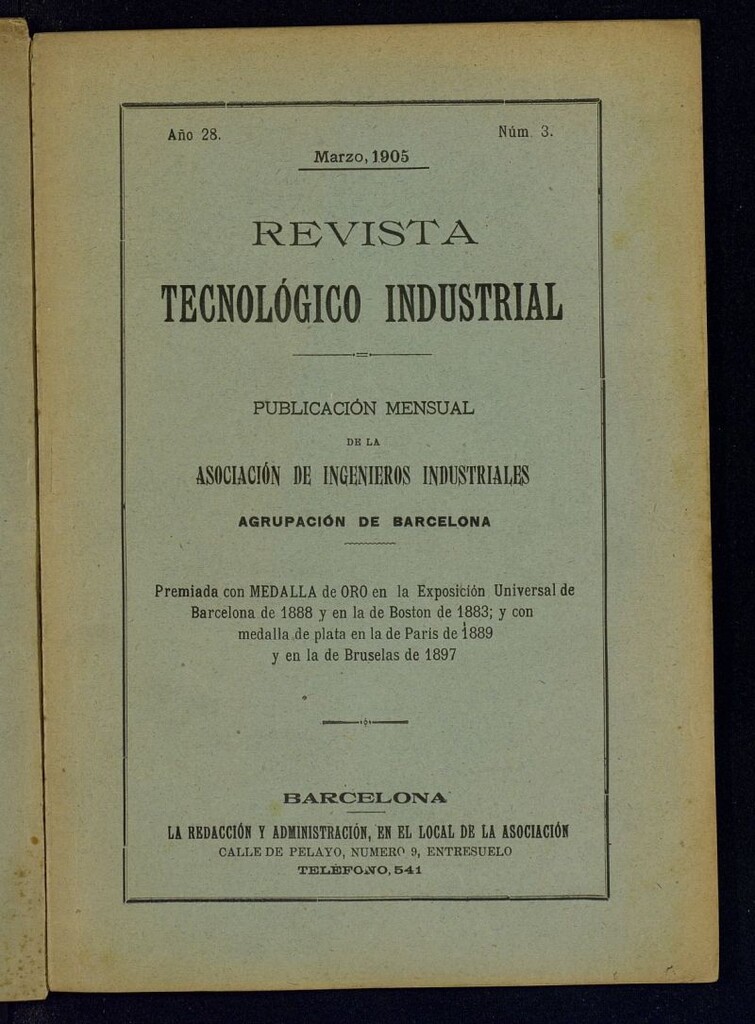 Año 28.
Núm. 3.
Marzo, 1905
REVISTA
TECNOLÓGICO INDUSTRIAL
PUBLICACIÓN MENSUAL
DE LA
ASOCIACIÓN DE INGENIEROS INDUSTRIALES
AGRUPACIÓN DE BARCELONA
Premiada con MEDALLA de ORO en la Exposición Universal de
Barcelona de 1888 y en la de Boston de 1883; y con
medalla de plata en la de París de 1889
y en la de Bruselas de 1897
BARCELONA
LA REDACCIÓN Y ADMINISTRACIÓN, EN EL LOCAL DE LA ASOCIACIÓN
CALLE DE PELAYO, NUMERO 9, ENTRESUELO
TELÉFONO, 541